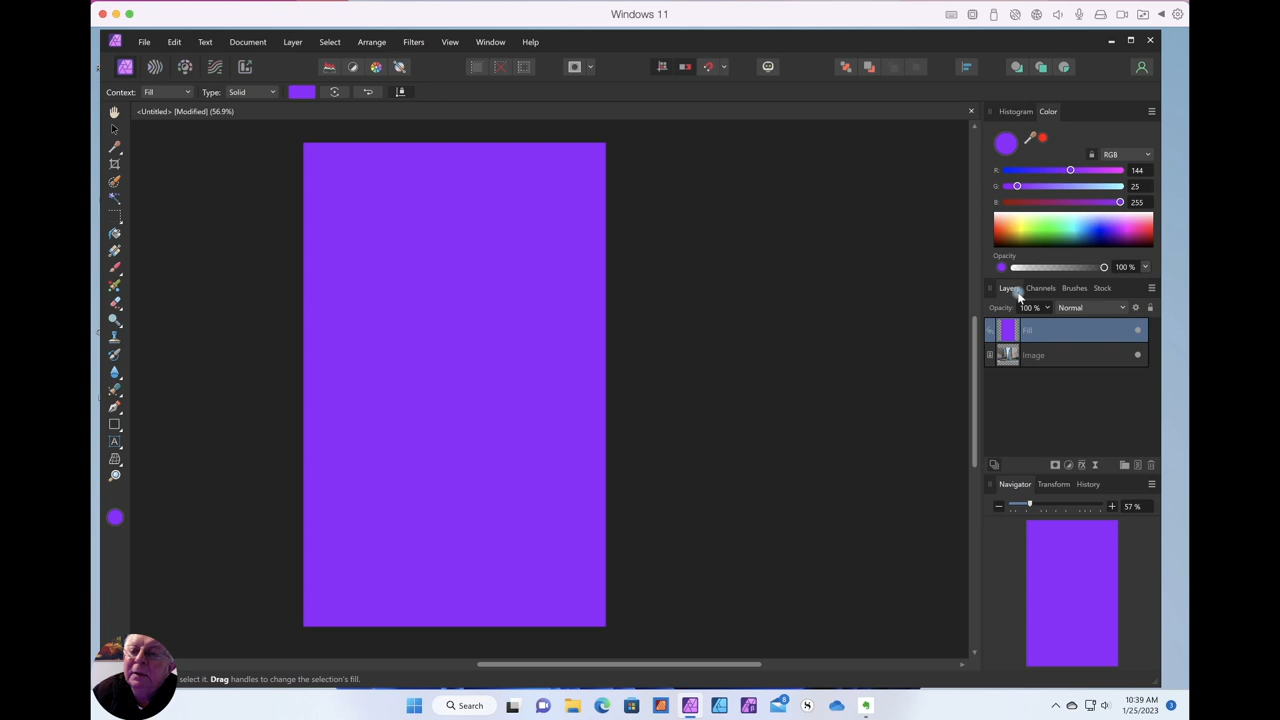 Windows 11
File Edit Text Document Layer Select Arrange Filters View Window Help
Context: Fill Type: Solid
<Untitled> [Modified] (56.9%)
Histogram Color
RGB
R: 144
G: 25
B: 255
Opacity
100 %
Layers Channels Brushes Stock
Opacity: 100 % Normal
Fill
Image
Navigator Transform History
57 %
select it. Drag handles to change the selection's fill.
Search
8
10:39 AM
1/25/2023
3